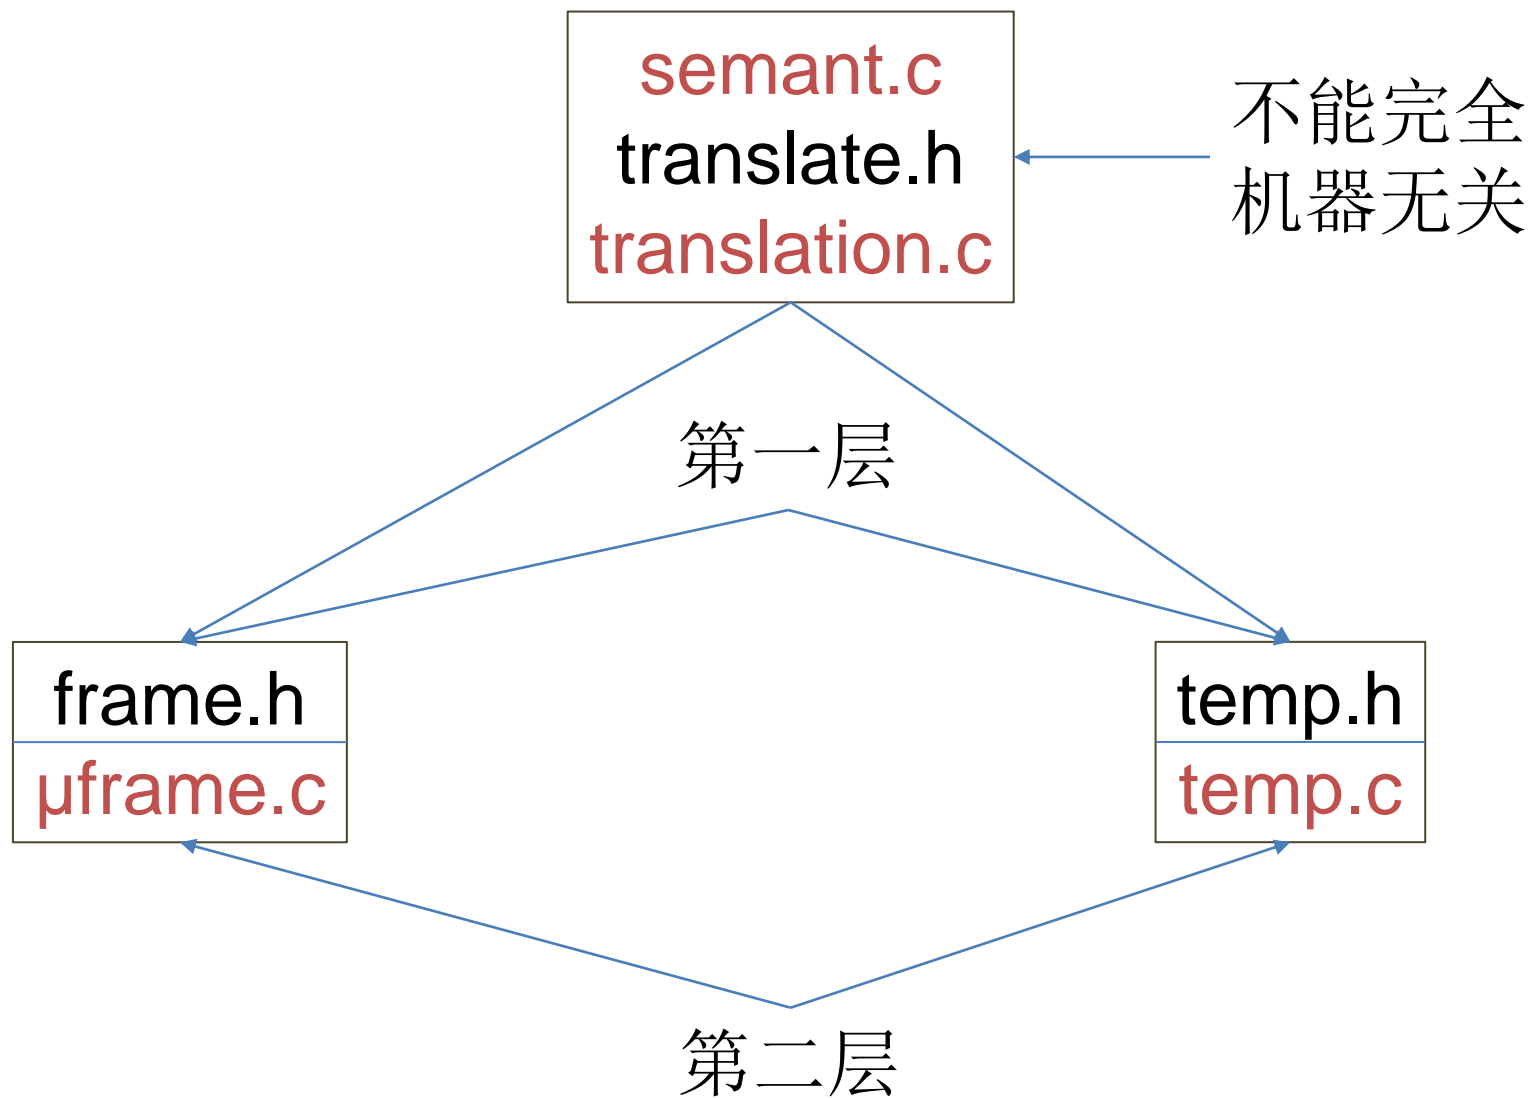 semant.c
translate.h
translation.c
不能完全
机器无关
第一层
frame.h
μframe.c
temp.h
temp.c
第二层